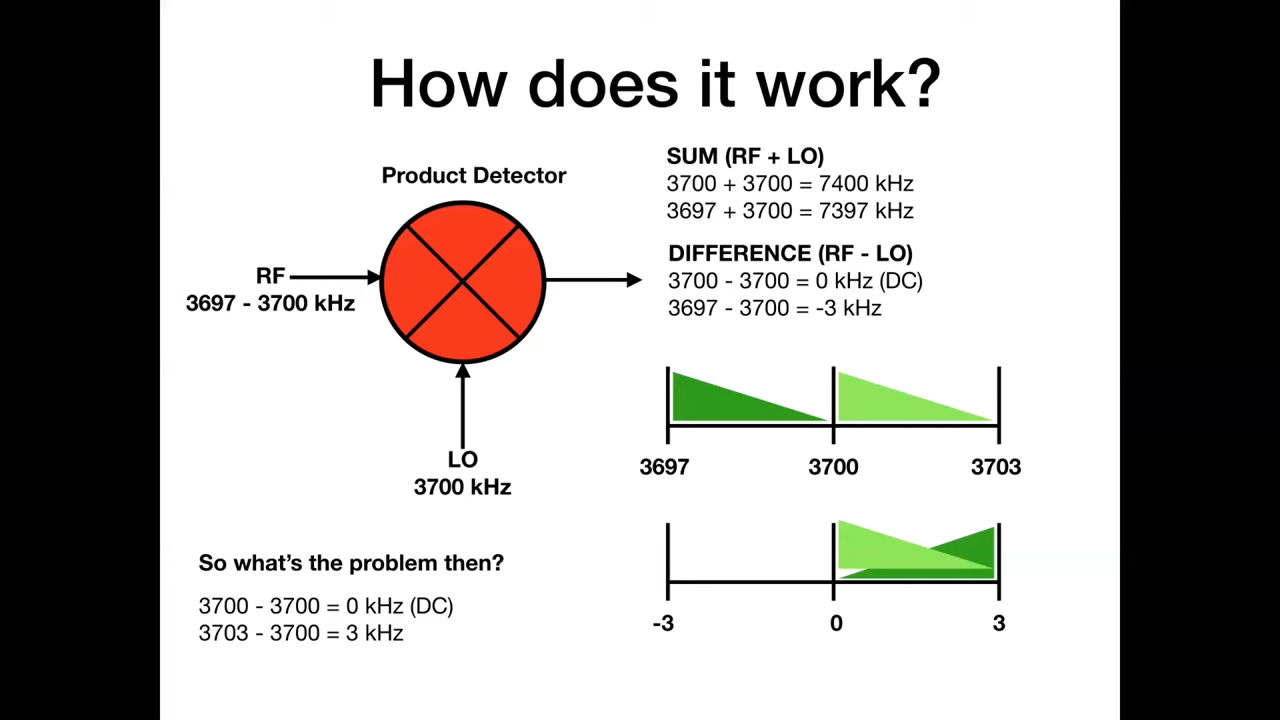 How does it work?
Product Detector
RF
3697 - 3700 kHz
LO
3700 kHz
SUM (RF + LO)
3700 + 3700 = 7400 kHz
3697 + 3700 = 7397 kHz
DIFFERENCE (RF - LO)
3700 - 3700 = 0 kHz (DC)
3697 - 3700 = -3 kHz
3697 3700 3703
So what’s the problem then?
3700 - 3700 = 0 kHz (DC)
3703 - 3700 = 3 kHz
-3 0 3